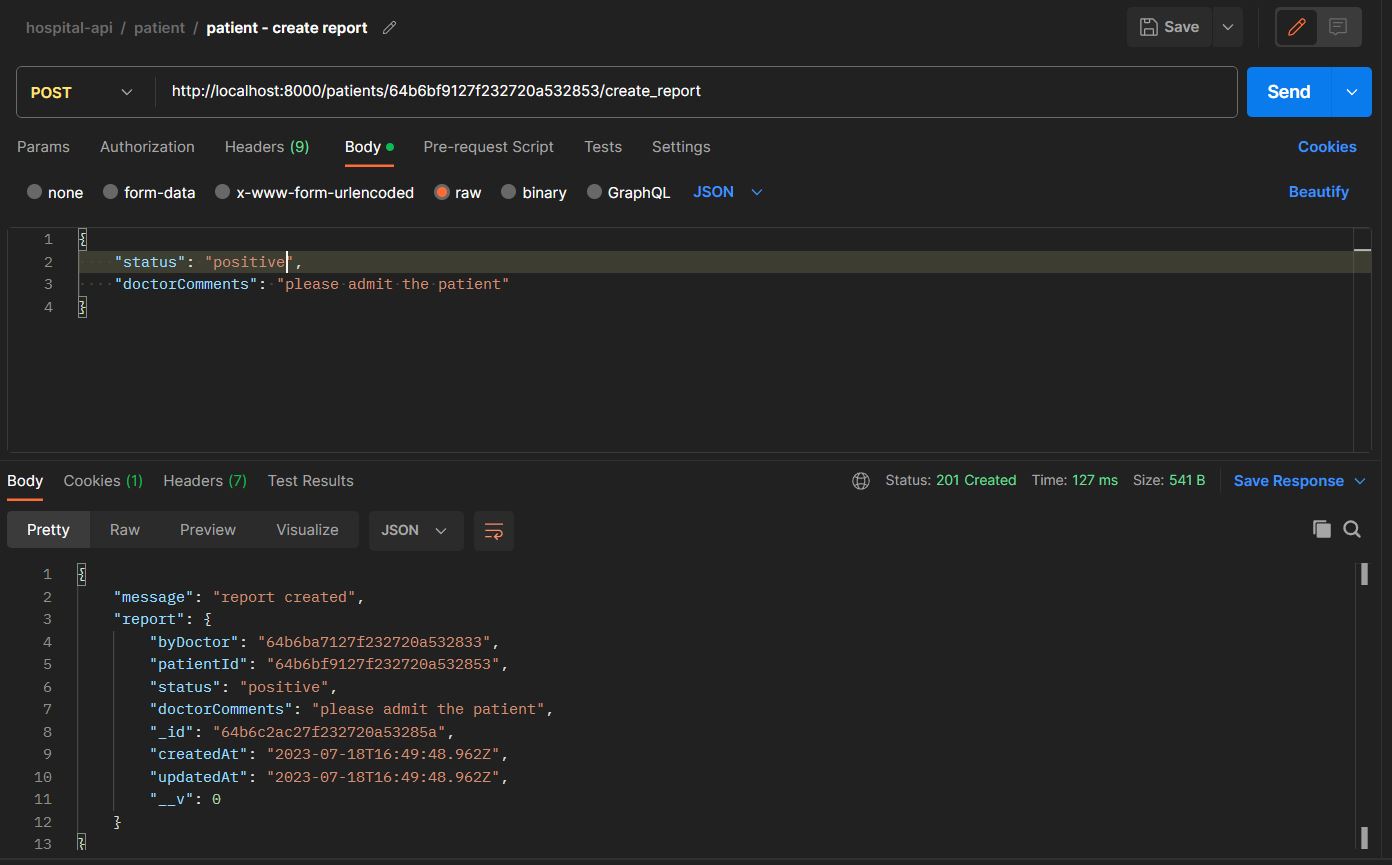 hospital-api / patient / patient - create report
Save
POST http://localhost:8000/patients/64b6bf9127f232720a532853/create_report Send
Params Authorization Headers (9) Body Pre-request Script Tests Settings Cookies
none form-data x-www-form-urlencoded raw binary GraphQL JSON Beautify
1 {
2 "status": "positive",
3 "doctorComments": "please admit the patient"
4 }
Body Cookies (1) Headers (7) Test Results Status: 201 Created Time: 127 ms Size: 541 B Save Response
Pretty Raw Preview Visualize JSON
1 {
2 "message": "report created",
3 "report": {
4 "byDoctor": "64b6ba7127f232720a532833",
5 "patientId": "64b6bf9127f232720a532853",
6 "status": "positive",
7 "doctorComments": "please admit the patient",
8 "_id": "64b6c2ac27f232720a53285a",
9 "createdAt": "2023-07-18T16:49:48.962Z",
10 "updatedAt": "2023-07-18T16:49:48.962Z",
11 "__v": 0
12 }
13 }